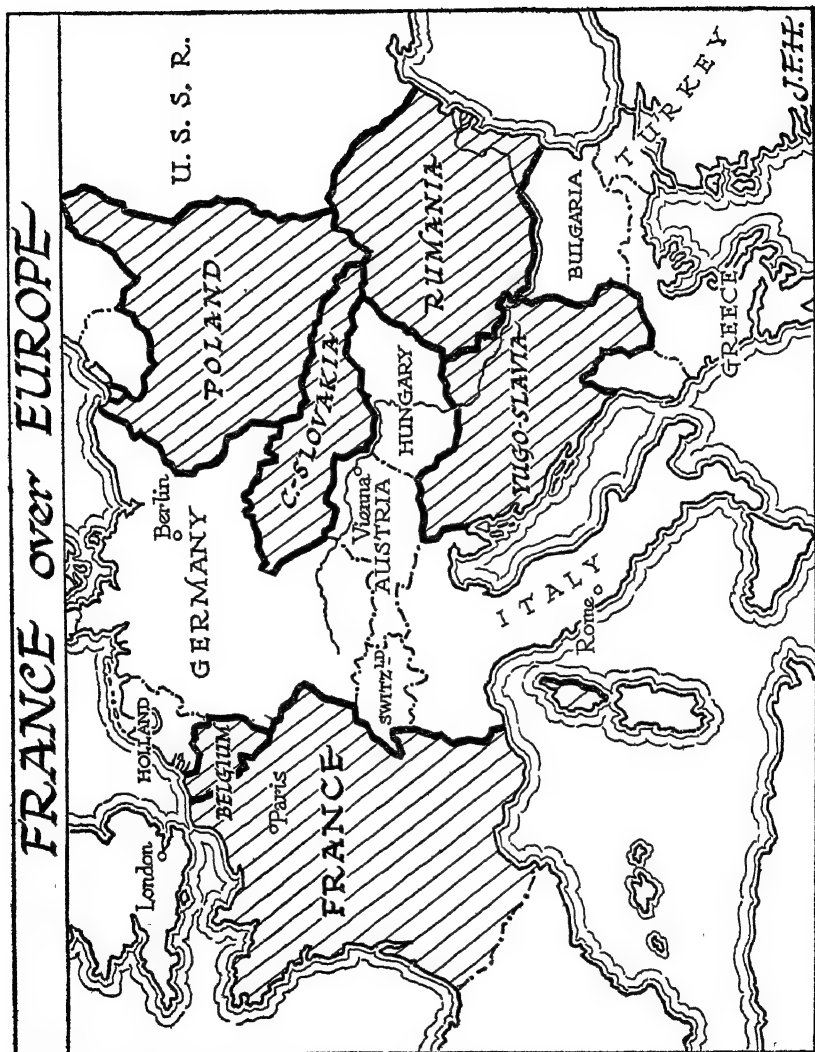 FRANCE over EUROPE
U. S. S. R.
London
HOLLAND
Berlin
GERMANY
POLAND
BELGIUM
Paris
C.-SLOVAKIA
FRANCE
Vienna
SWITZ.LD.
AUSTRIA
HUNGARY
RUMANIA
YUGO-SLAVIA
ITALY
Rome
BULGARIA
GREECE
TURKEY
J.F.H.